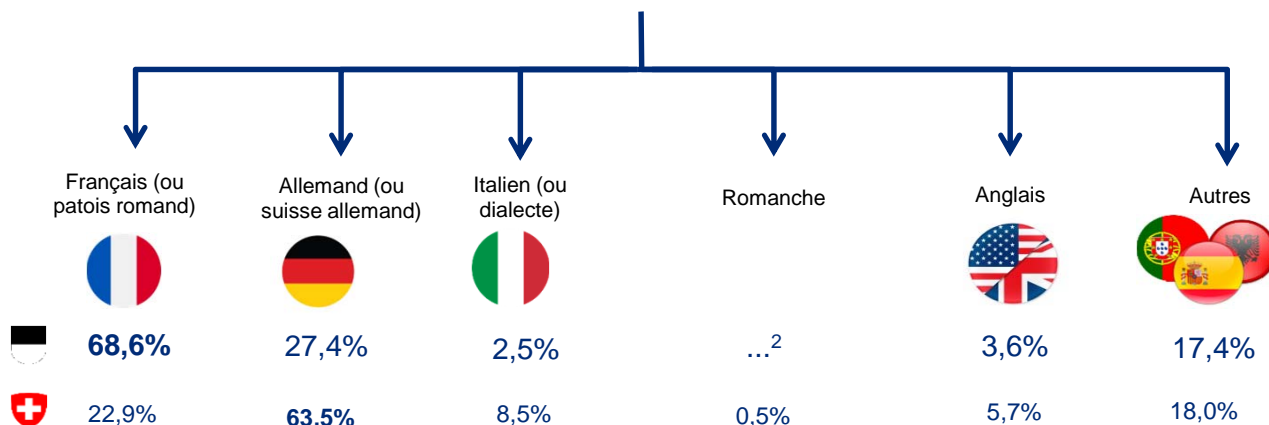 Français (ou
patois romand)
Allemand (ou
suisse allemand)
Italien (ou
dialecte)
Romanche
Anglais
Autres
68,6% 27,4% 2,5% ...² 3,6% 17,4%
22,9% 63,5% 8,5% 0,5% 5,7% 18,0%